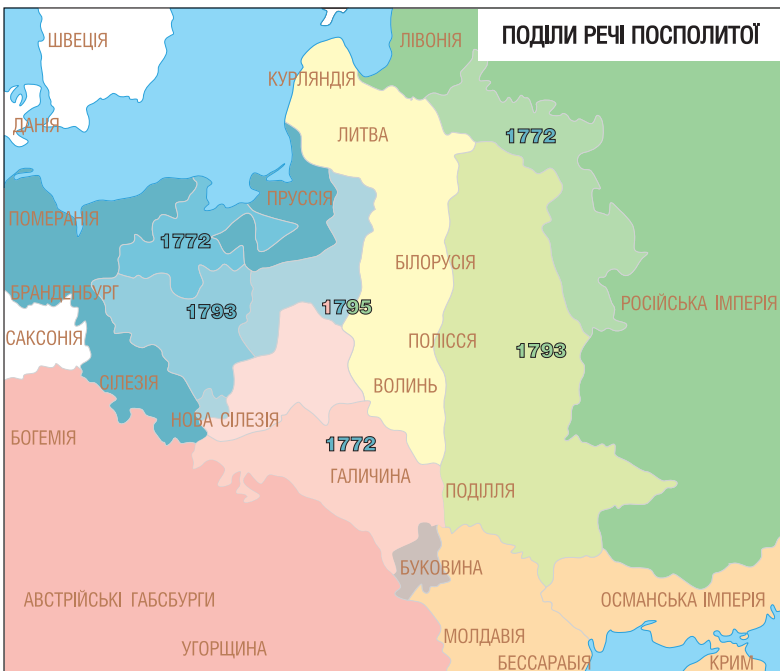 ПОДІЛИ РЕЧІ ПОСПОЛИТОЇ
ШВЕЦІЯ
ЛІВОНІЯ
КУРЛЯНДІЯ
ДАНІЯ
ЛИТВА
1772
ПРУССІЯ
ПОМЕРАНІЯ
1772
БІЛОРУСІЯ
БРАНДЕНБУРГ
1793
1795
РОСІЙСЬКА ІМПЕРІЯ
САКСОНІЯ
ПОЛІССЯ
1793
СІЛЕЗІЯ
ВОЛИНЬ
НОВА СІЛЕЗІЯ
БОГЕМІЯ
1772
ГАЛИЧИНА
ПОДІЛЛЯ
БУКОВИНА
АВСТРІЙСЬКІ ГАБСБУРГИ
ОСМАНСЬКА ІМПЕРІЯ
МОЛДАВІЯ
УГОРЩИНА
БЕССАРАБІЯ
КРИМ